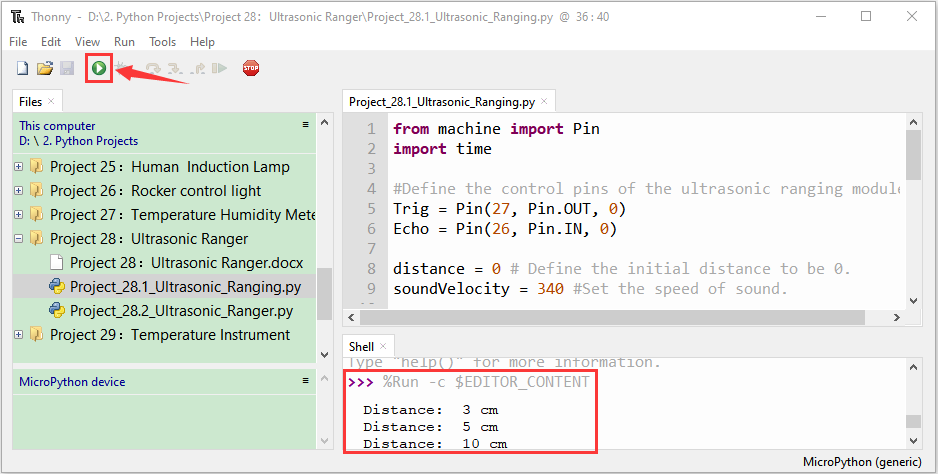 Thonny - D:\2. Python Projects\Project 28：Ultrasonic Ranger\Project_28.1_Ultrasonic_Ranging.py @ 36:40
File Edit View Run Tools Help
STOP
Files
This computer
D: \ 2. Python Projects
Project 25：Human Induction Lamp
Project 26：Rocker control light
Project 27：Temperature Humidity Mete
Project 28：Ultrasonic Ranger
Project 28：Ultrasonic Ranger.docx
Project_28.1_Ultrasonic_Ranging.py
Project_28.2_Ultrasonic_Ranger.py
Project 29：Temperature Instrument
MicroPython device
Project_28.1_Ultrasonic_Ranging.py
1 from machine import Pin
2 import time
3
4 #Define the control pins of the ultrasonic ranging module
5 Trig = Pin(27, Pin.OUT, 0)
6 Echo = Pin(26, Pin.IN, 0)
7
8 distance = 0 # Define the initial distance to be 0.
9 soundVelocity = 340 #Set the speed of sound.
Shell
Type "help()" for more information.
>>> %Run -c $EDITOR_CONTENT
Distance: 3 cm
Distance: 5 cm
Distance: 10 cm
MicroPython (generic)